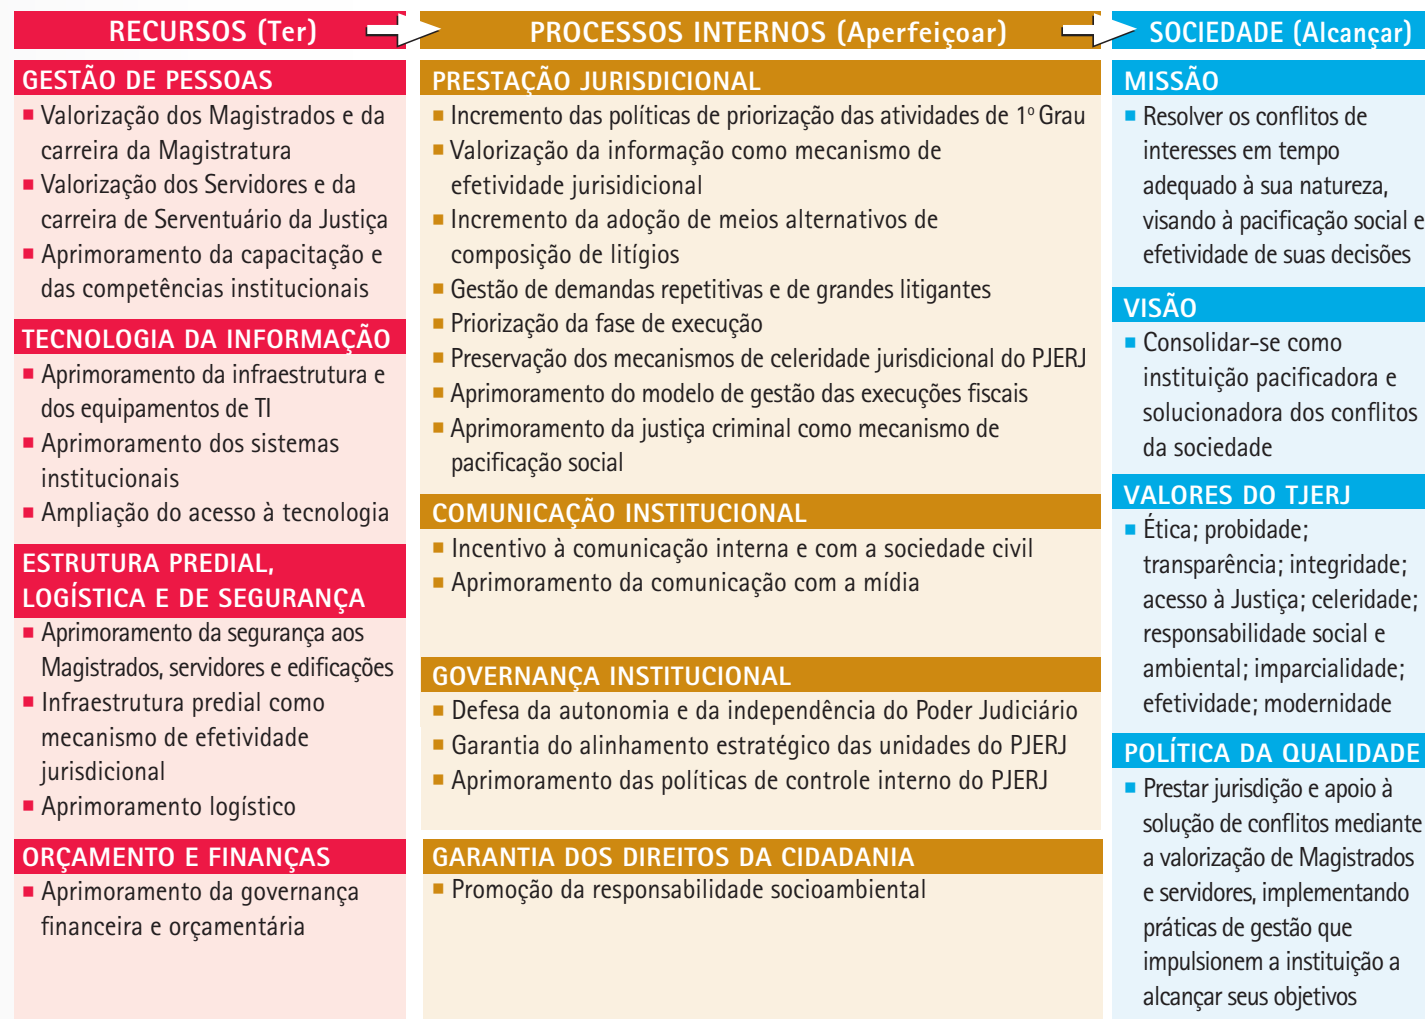 RECURSOS (Ter)
GESTÃO DE PESSOAS
Valorização dos Magistrados e da
carreira da Magistratura
Valorização dos Servidores e da
carreira de Serventuário da Justiça
Aprimoramento da capacitação e
das competências institucionais
TECNOLOGIA DA INFORMAÇÃO
Aprimoramento da infraestrutura e
dos equipamentos de TI
Aprimoramento dos sistemas
institucionais
Ampliação do acesso à tecnologia
ESTRUTURA PREDIAL,
LOGÍSTICA E DE SEGURANÇA
Aprimoramento da segurança aos
Magistrados, servidores e edificações
Infraestrutura predial como
mecanismo de efetividade
jurisdicional
Aprimoramento logístico
ORÇAMENTO E FINANÇAS
Aprimoramento da governança
financeira e orçamentária
PROCESSOS INTERNOS (Aperfeiçoar)
PRESTAÇÃO JURISDICIONAL
Incremento das políticas de priorização das atividades de 1º Grau
Valorização da informação como mecanismo de
efetividade jurisidicional
Incremento da adoção de meios alternativos de
composição de litígios
Gestão de demandas repetitivas e de grandes litigantes
Priorização da fase de execução
Preservação dos mecanismos de celeridade jurisdicional do PJERJ
Aprimoramento do modelo de gestão das execuções fiscais
Aprimoramento da justiça criminal como mecanismo de
pacificação social
COMUNICAÇÃO INSTITUCIONAL
Incentivo à comunicação interna e com a sociedade civil
Aprimoramento da comunicação com a mídia
GOVERNANÇA INSTITUCIONAL
Defesa da autonomia e da independência do Poder Judiciário
Garantia do alinhamento estratégico das unidades do PJERJ
Aprimoramento das políticas de controle interno do PJERJ
GARANTIA DOS DIREITOS DA CIDADANIA
Promoção da responsabilidade socioambiental
SOCIEDADE (Alcançar)
MISSÃO
Resolver os conflitos de
interesses em tempo
adequado à sua natureza,
visando à pacificação social e
efetividade de suas decisões
VISÃO
Consolidar-se como
instituição pacificadora e
solucionadora dos conflitos
da sociedade
VALORES DO TJERJ
Ética; probidade;
transparência; integridade;
acesso à Justiça; celeridade;
responsabilidade social e
ambiental; imparcialidade;
efetividade; modernidade
POLÍTICA DA QUALIDADE
Prestar jurisdição e apoio à
solução de conflitos mediante
a valorização de Magistrados
e servidores, implementando
práticas de gestão que
impulsionem a instituição a
alcançar seus objetivos